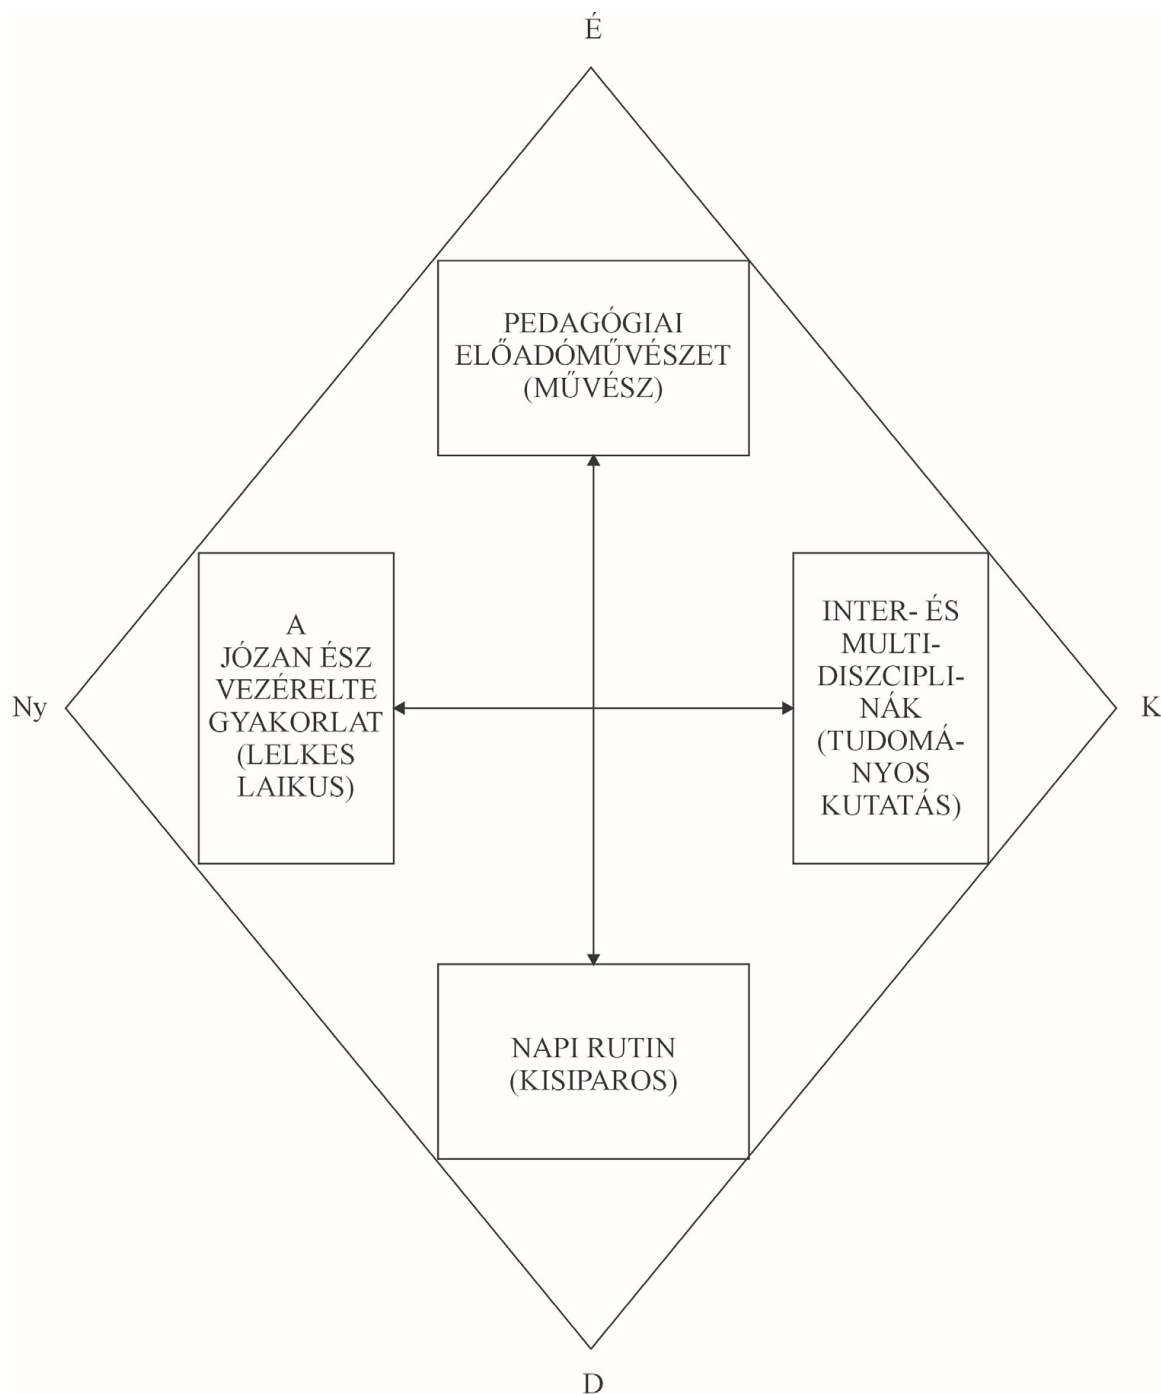 É
PEDAGÓGIAI
ELŐADÓMŰVÉSZET
(MŰVÉSZ)
A
JÓZAN ÉSZ
VEZÉRELTE
GYAKORLAT
(LELKES
LAIKUS)
INTER- ÉS
MULTI-
DISZCIPLI-
NÁK
(TUDOMÁ-
NYOS
KUTATÁS)
Ny
K
NAPI RUTIN
(KISIPAROS)
D